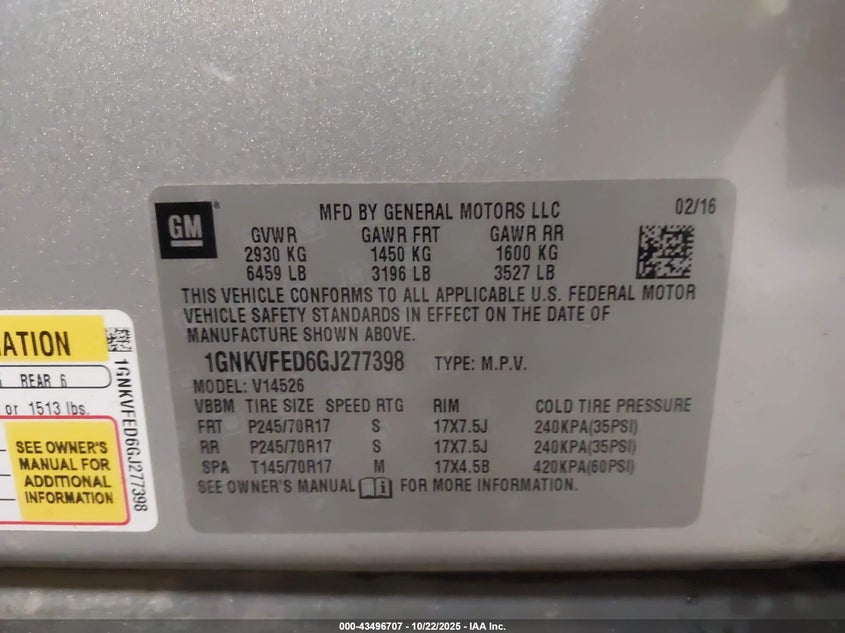 GM
MFD BY GENERAL MOTORS LLC 02/16
GVWR GAWR FRT GAWR RR
2930 KG 1450 KG 1600 KG
6459 LB 3196 LB 3527 LB
THIS VEHICLE CONFORMS TO ALL APPLICABLE U.S. FEDERAL MOTOR
VEHICLE SAFETY STANDARDS IN EFFECT ON THE DATE OF
MANUFACTURE SHOWN ABOVE.
1GNKVFED6GJ277398 TYPE: M.P.V.
MODEL: V14526
VBBM TIRE SIZE SPEED RTG RIM COLD TIRE PRESSURE
FRT P245/70R17 S 17X7.5J 240KPA(35PSI)
RR P245/70R17 S 17X7.5J 240KPA(35PSI)
SPA T145/70R17 M 17X4.5B 420KPA(60PSI)
SEE OWNER'S MANUAL i FOR MORE INFORMATION.
MATION
REAR 6
or 1513 lbs.
SEE OWNER'S
MANUAL FOR
ADDITIONAL
INFORMATION
1GNKVFED6GJ277398
000-43496707 - 10/22/2025 - IAA Inc.